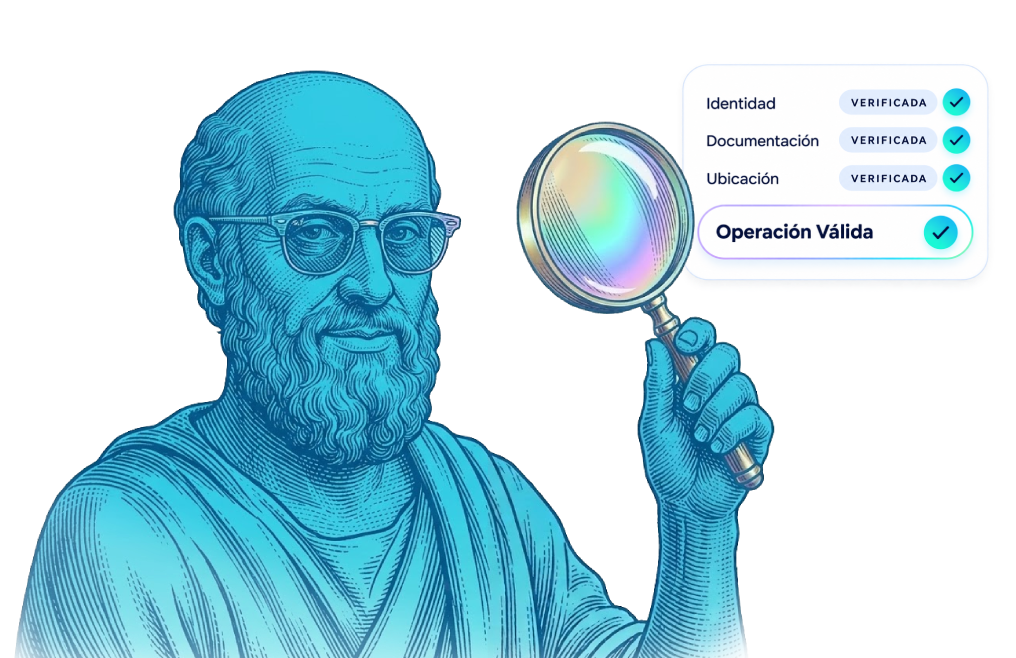 Identidad VERIFICADA
Documentación VERIFICADA
Ubicación VERIFICADA
Operación Válida